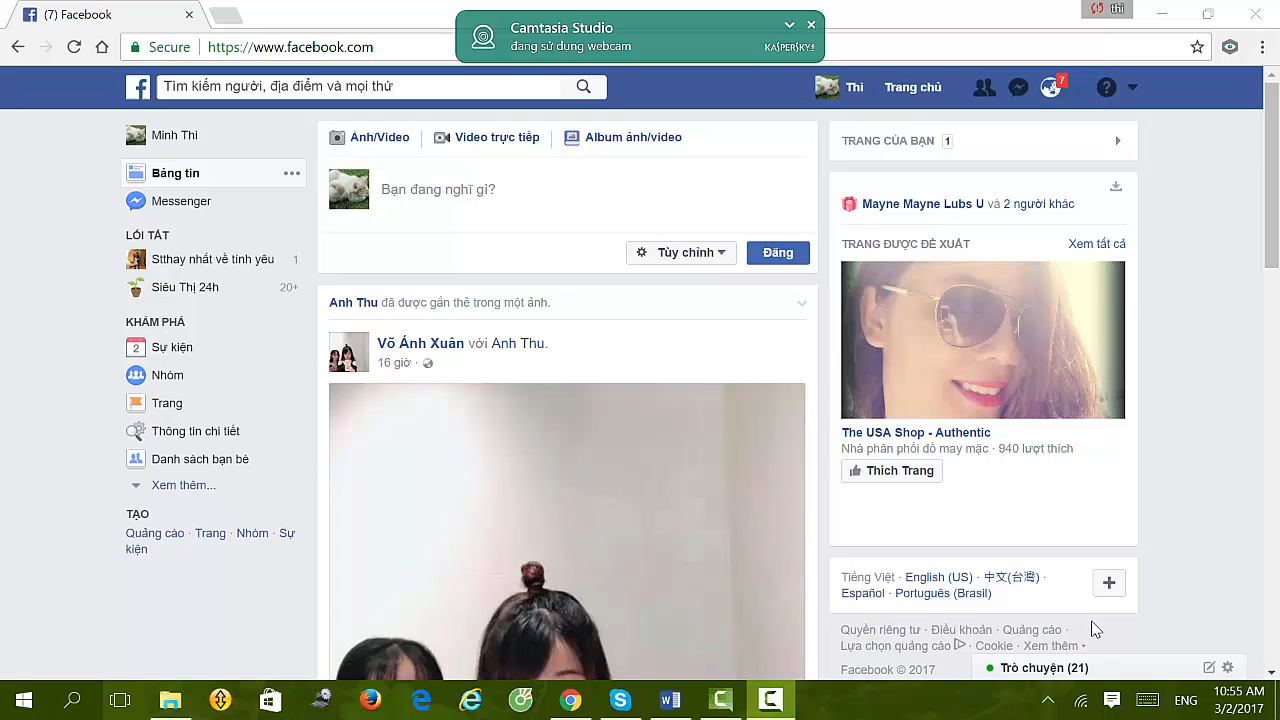 (7) Facebook
thi
Camtasia Studio
đang sử dụng webcam
KASPERSKY
Secure
https://www.facebook.com
Tìm kiếm người, địa điểm và mọi thứ
Thi
Trang chủ
7
Minh Thi
Bảng tin
Messenger
LỐI TẮT
Stthay nhất về tình yêu 1
Siêu Thị 24h 20+
KHÁM PHÁ
2 Sự kiện
Nhóm
Trang
Thông tin chi tiết
Danh sách bạn bè
Xem thêm...
TẠO
Quảng cáo · Trang · Nhóm · Sự
kiện
Ảnh/Video
Video trực tiếp
Album ảnh/video
Bạn đang nghĩ gì?
Tùy chỉnh
Đăng
Anh Thu đã được gắn thẻ trong một ảnh.
Võ Ánh Xuân với Anh Thu.
16 giờ ·
TRANG CỦA BẠN 1
Mayne Mayne Lubs U và 2 người khác
TRANG ĐƯỢC ĐỀ XUẤT Xem tất cả
The USA Shop - Authentic
Nhà phân phối đồ may mặc · 940 lượt thích
Thích Trang
Tiếng Việt · English (US) · 中文(台灣) ·
Español · Português (Brasil)
Quyền riêng tư · Điều khoản · Quảng cáo ·
Lựa chọn quảng cáo · Cookie · Xem thêm
Facebook © 2017
Trò chuyện (21)
ENG
10:55 AM
3/2/2017